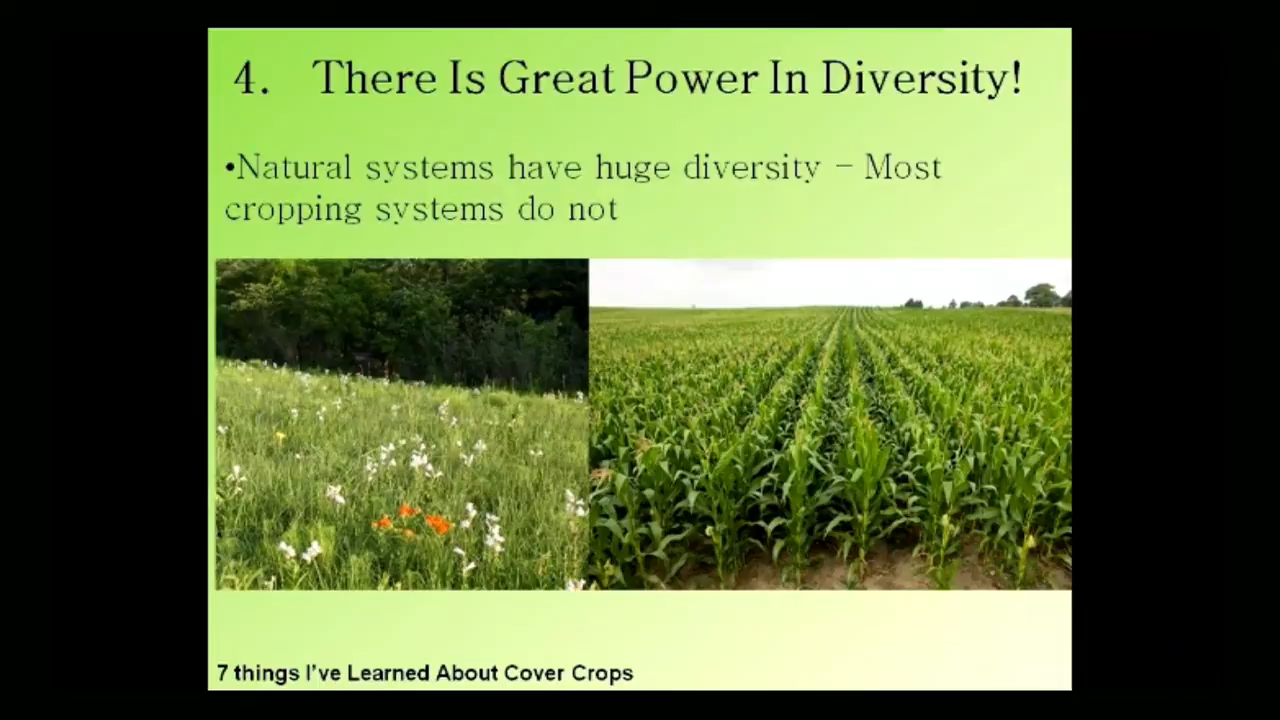 4. There Is Great Power In Diversity!
•Natural systems have huge diversity – Most
cropping systems do not
7 things I've Learned About Cover Crops